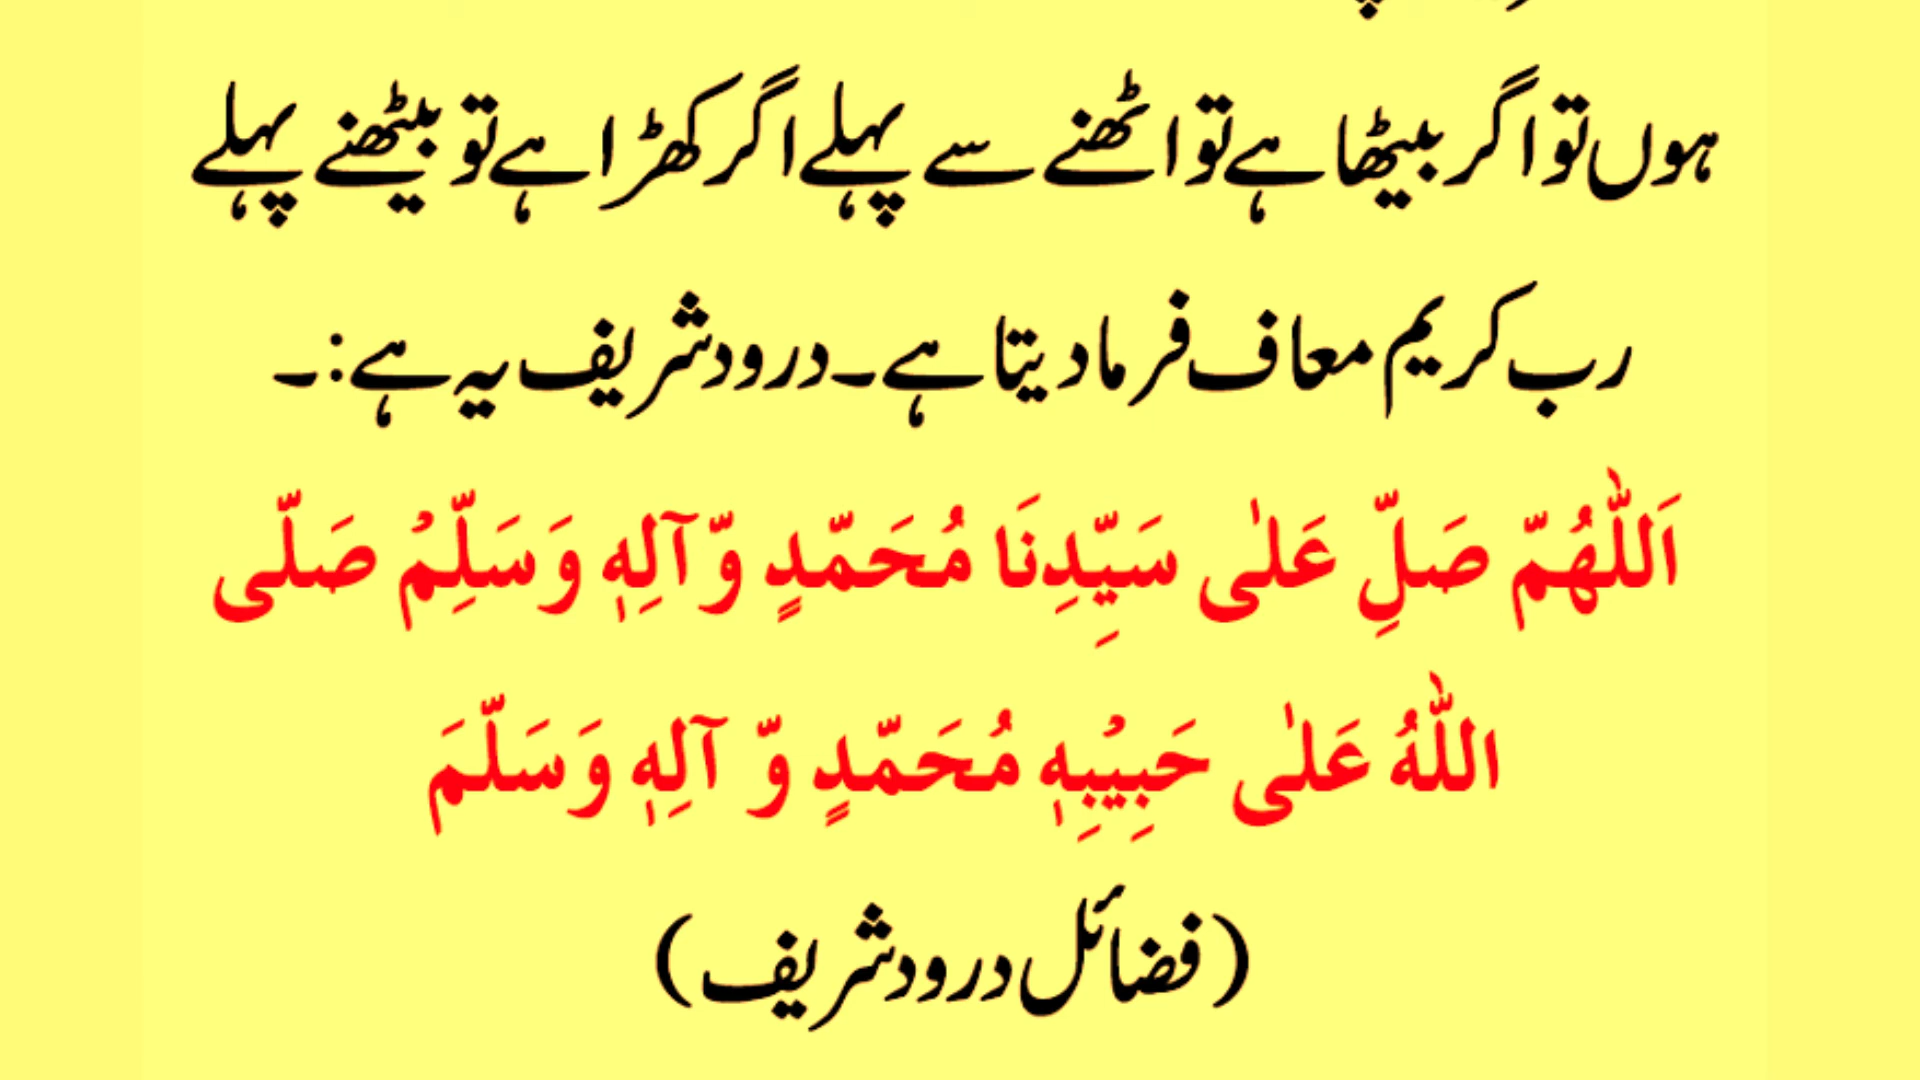 ہوں تو اگر بیٹھا ہے تو اٹھنے سے پہلے اگر کھڑا ہے تو بیٹھنے پہلے
رب کریم معاف فرما دیتا ہے۔ درود شریف یہ ہے:۔
اَللّٰهُمّ صَلِّ عَلٰی سَیِّدِنَا مُحَمّدٍ وّآلِهٖ وَسَلِّمْ صَلّی
اللّٰهُ عَلٰی حَبِیْبِهٖ مُحَمّدٍ وّ آلِهٖ وَسَلّمَ
(فضائل درود شریف)